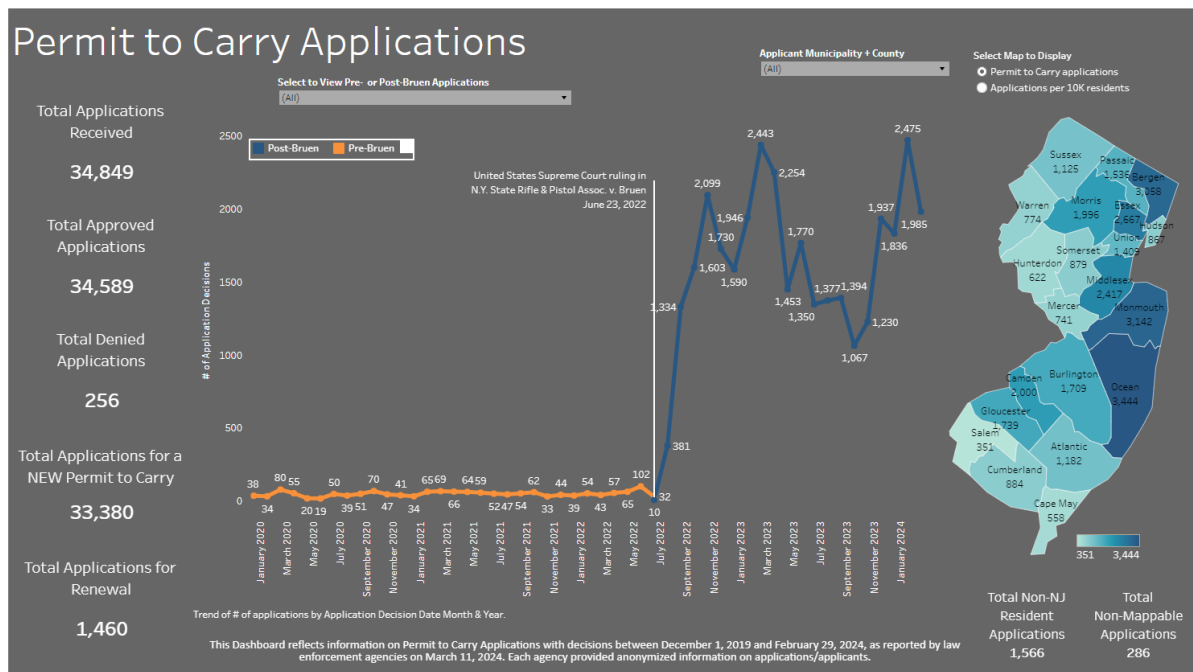 Permit to Carry Applications
Select to View Pre- or Post-Bruen Applications
(All)
Applicant Municipality + County
(All)
Select Map to Display
Permit to Carry applications
Applications per 10K residents
Total Applications
Received
34,849
Total Approved
Applications
34,589
Total Denied
Applications
256
Total Applications for a
NEW Permit to Carry
33,380
Total Applications for
Renewal
1,460
Post-Bruen
Pre-Bruen
United States Supreme Court ruling in
N.Y. State Rifle & Pistol Assoc. v. Bruen
June 23, 2022
# of Application Decisions
2500
2000
1500
1000
500
0
38
34
80
55
20
19
50
39
51
70
47
41
34
65
69
66
64
59
52
47
54
62
33
44
39
54
43
57
65
102
32
10
381
1,334
1,603
2,099
1,730
1,590
1,946
2,443
2,254
1,453
1,770
1,350
1,377
1,394
1,067
1,230
1,937
1,836
2,475
1,985
January 2020
March 2020
May 2020
July 2020
September 2020
November 2020
January 2021
March 2021
May 2021
July 2021
September 2021
November 2021
January 2022
March 2022
May 2022
July 2022
September 2022
November 2022
January 2023
March 2023
May 2023
July 2023
September 2023
November 2023
January 2024
Trend of # of applications by Application Decision Date Month & Year.
Sussex
1,125
Passaic
1,536
Bergen
3,058
Warren
774
Morris
1,996
Essex
2,667
Hudson
867
Union
1,409
Hunterdon
622
Somerset
879
Middlesex
2,417
Mercer
741
Monmouth
3,142
Ocean
3,444
Burlington
1,709
Camden
2,000
Gloucester
1,739
Salem
351
Atlantic
1,182
Cumberland
884
Cape May
558
351
3,444
Total Non-NJ
Resident
Applications
1,566
Total
Non-Mappable
Applications
286
This Dashboard reflects information on Permit to Carry Applications with decisions between December 1, 2019 and February 29, 2024, as reported by law
enforcement agencies on March 11, 2024. Each agency provided anonymized information on applications/applicants.